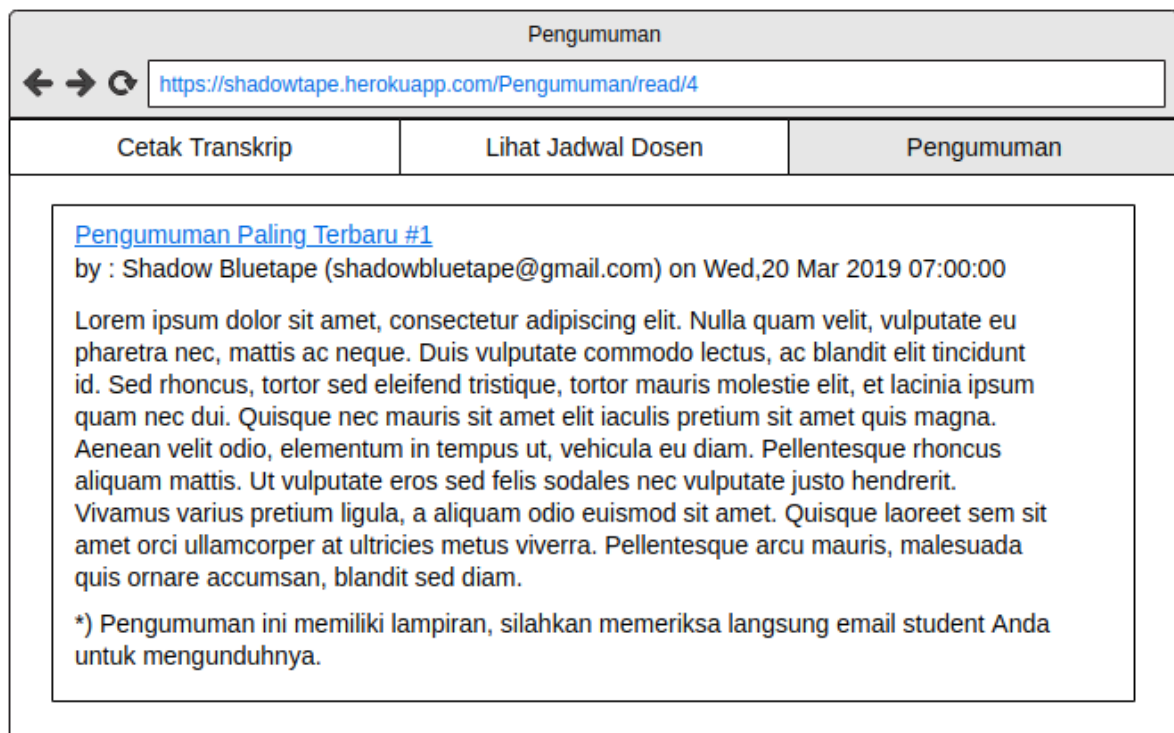 Pengumuman
https://shadowtape.herokuapp.com/Pengumuman/read/4
Cetak Transkrip
Lihat Jadwal Dosen
Pengumuman
Pengumuman Paling Terbaru #1
by : Shadow Bluetape (shadowbluetape@gmail.com) on Wed,20 Mar 2019 07:00:00
Lorem ipsum dolor sit amet, consectetur adipiscing elit. Nulla quam velit, vulputate eu
pharetra nec, mattis ac neque. Duis vulputate commodo lectus, ac blandit elit tincidunt
id. Sed rhoncus, tortor sed eleifend tristique, tortor mauris molestie elit, et lacinia ipsum
quam nec dui. Quisque nec mauris sit amet elit iaculis pretium sit amet quis magna.
Aenean velit odio, elementum in tempus ut, vehicula eu diam. Pellentesque rhoncus
aliquam mattis. Ut vulputate eros sed felis sodales nec vulputate justo hendrerit.
Vivamus varius pretium ligula, a aliquam odio euismod sit amet. Quisque laoreet sem sit
amet orci ullamcorper at ultricies metus viverra. Pellentesque arcu mauris, malesuada
quis ornare accumsan, blandit sed diam.
*) Pengumuman ini memiliki lampiran, silahkan memeriksa langsung email student Anda
untuk mengunduhnya.